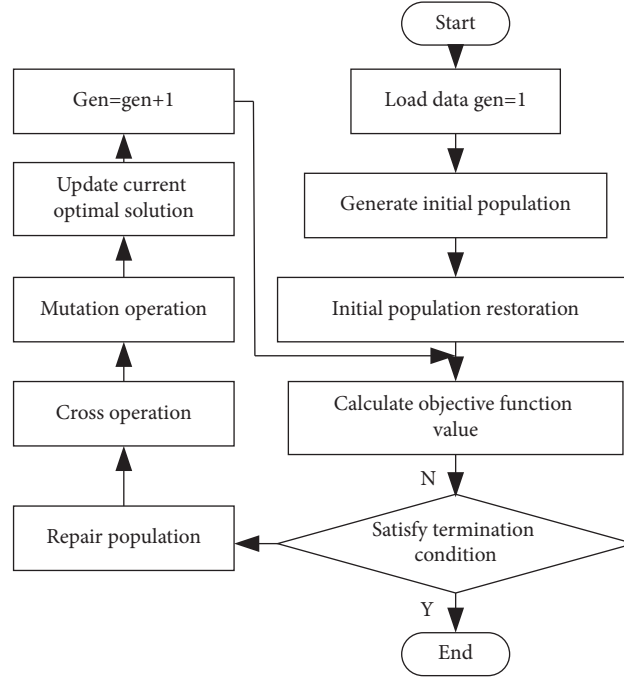 Start
Load data gen=1
Generate initial population
Initial population restoration
Calculate objective function
value
N
Satisfy termination
condition
Y
End
Repair population
Cross operation
Mutation operation
Update current
optimal solution
Gen=gen+1